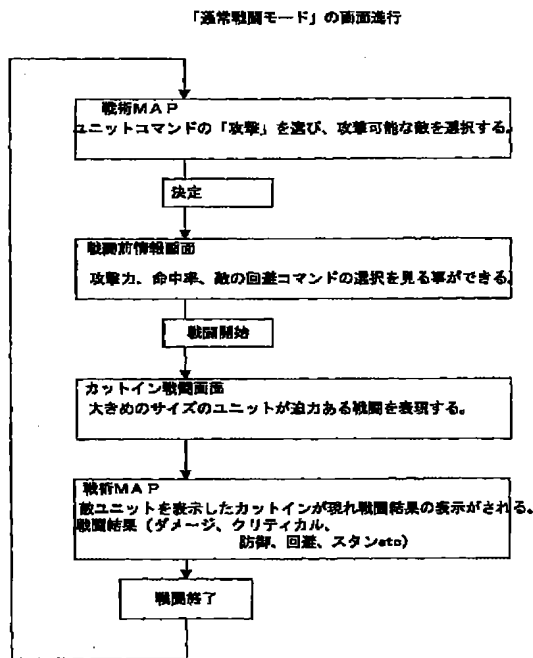 「通常戦闘モード」の画面進行
戦術MAP
ユニットコマンドの「攻撃」を選び、攻撃可能な敵を選択する。
決定
戦闘前情報画面
攻撃力、命中率、敵の回避コマンドの選択を見る事ができる。
戦闘開始
カットイン戦闘画面
大きめのサイズのユニットが迫力ある戦闘を表現する。
戦術MAP
敵ユニットを表示したカットインが現れ戦闘結果の表示がされる。
戦闘結果（ダメージ、クリティカル、
防御、回避、スタンetc）
戦闘終了